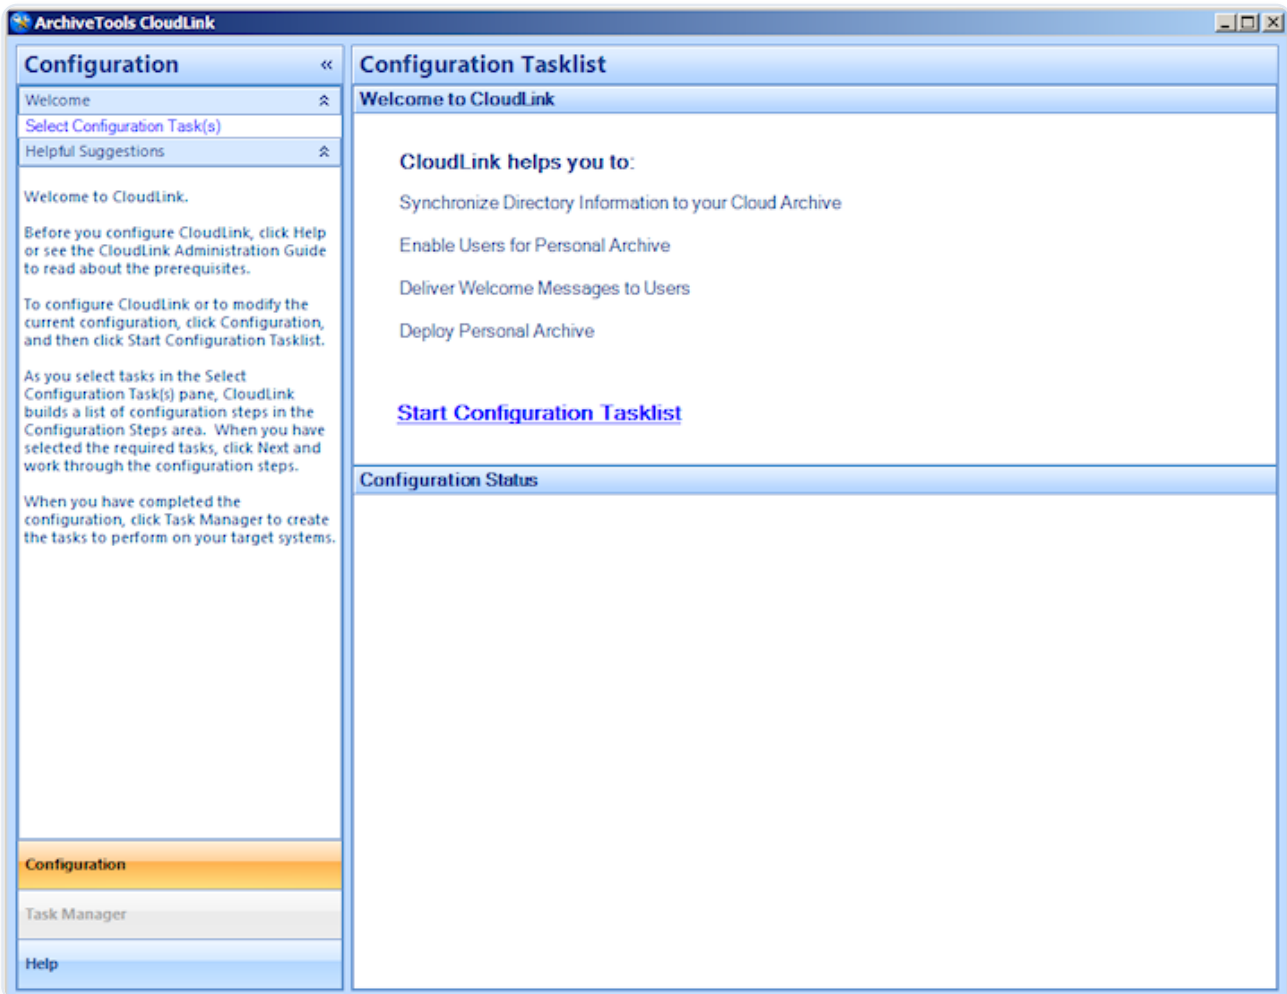 ArchiveTools CloudLink
Configuration
Welcome
Select Configuration Task(s)
Helpful Suggestions
Welcome to CloudLink.
Before you configure CloudLink, click Help
or see the CloudLink Administration Guide
to read about the prerequisites.
To configure CloudLink or to modify the
current configuration, click Configuration,
and then click Start Configuration Tasklist.
As you select tasks in the Select
Configuration Task(s) pane, CloudLink
builds a list of configuration steps in the
Configuration Steps area.  When you have
selected the required tasks, click Next and
work through the configuration steps.
When you have completed the
configuration, click Task Manager to create
the tasks to perform on your target systems.
Configuration
Task Manager
Help
Configuration Tasklist
Welcome to CloudLink
CloudLink helps you to:
Synchronize Directory Information to your Cloud Archive
Enable Users for Personal Archive
Deliver Welcome Messages to Users
Deploy Personal Archive
Start Configuration Tasklist
Configuration Status